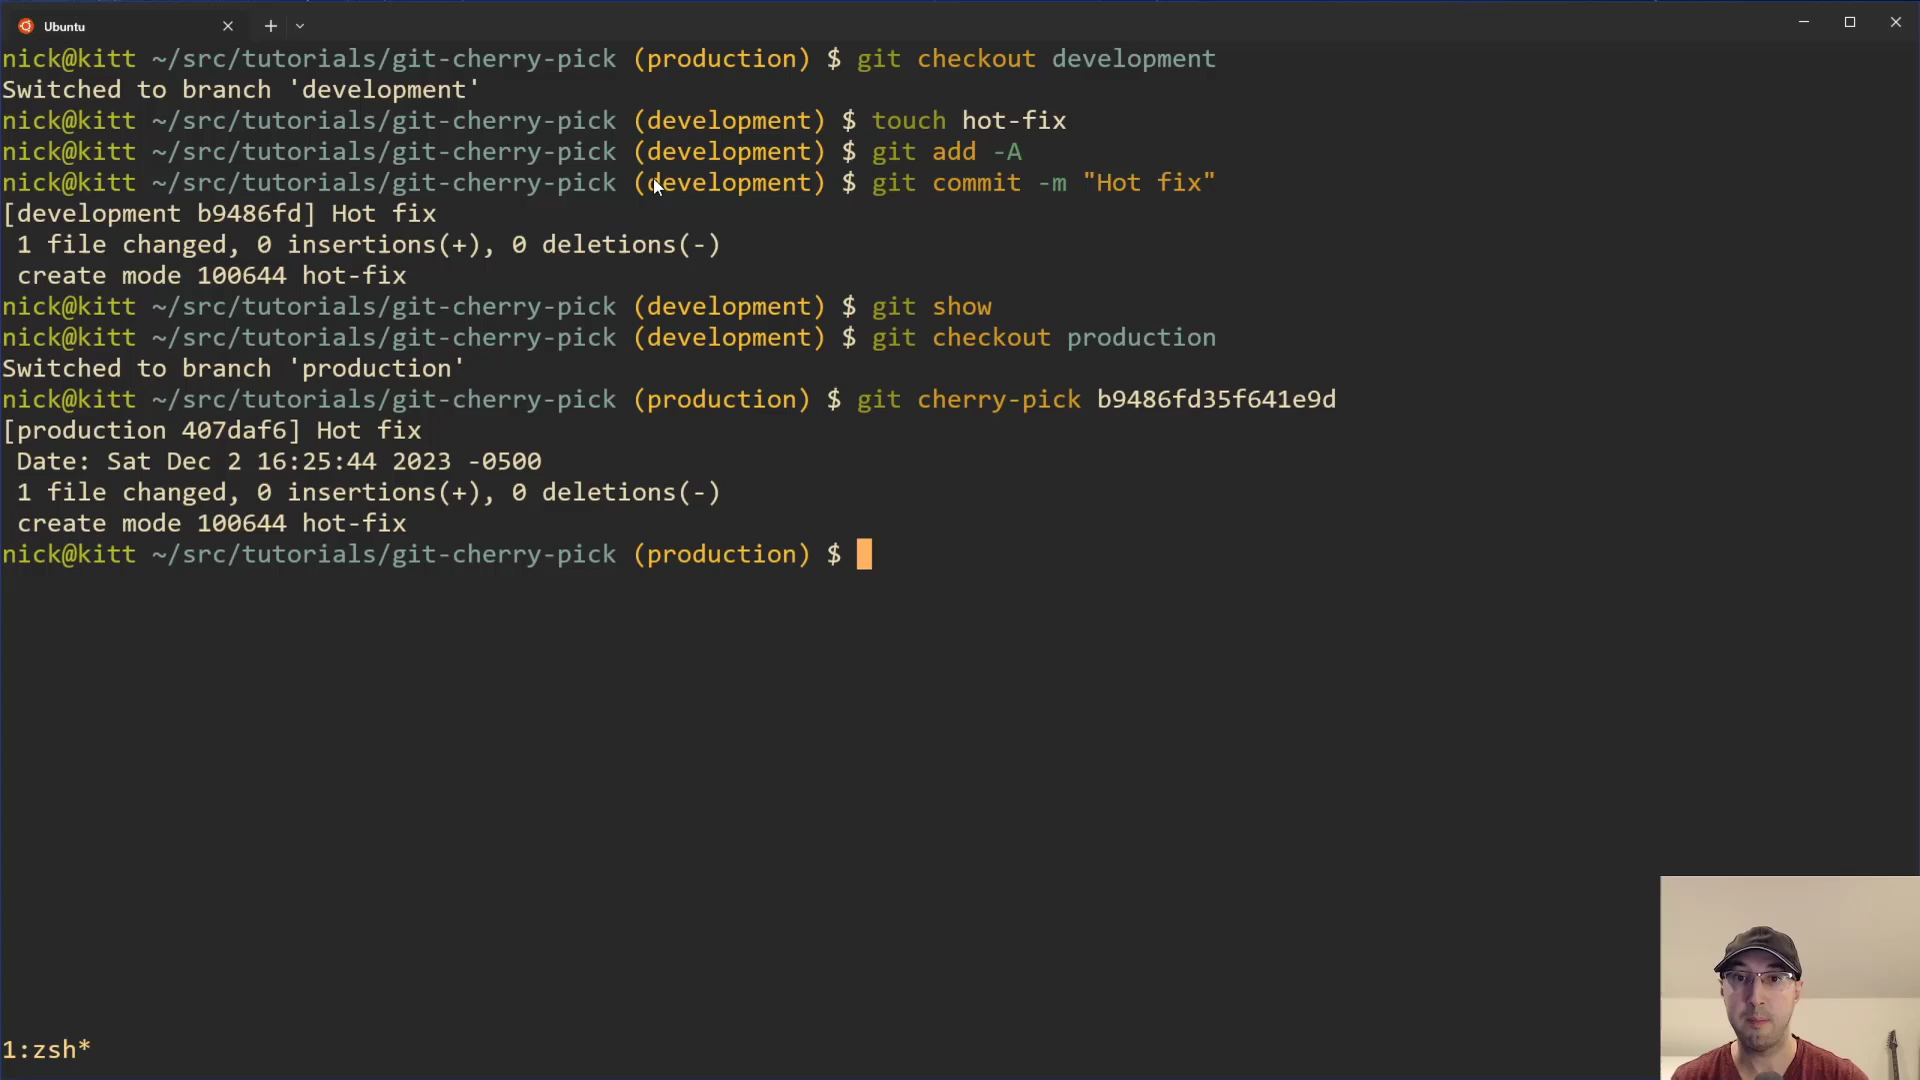 Ubuntu
nick@kitt ~/src/tutorials/git-cherry-pick (production) $ git checkout development
Switched to branch 'development'
nick@kitt ~/src/tutorials/git-cherry-pick (development) $ touch hot-fix
nick@kitt ~/src/tutorials/git-cherry-pick (development) $ git add -A
nick@kitt ~/src/tutorials/git-cherry-pick (development) $ git commit -m "Hot fix"
[development b9486fd] Hot fix
 1 file changed, 0 insertions(+), 0 deletions(-)
 create mode 100644 hot-fix
nick@kitt ~/src/tutorials/git-cherry-pick (development) $ git show
nick@kitt ~/src/tutorials/git-cherry-pick (development) $ git checkout production
Switched to branch 'production'
nick@kitt ~/src/tutorials/git-cherry-pick (production) $ git cherry-pick b9486fd35f641e9d
[production 407daf6] Hot fix
 Date: Sat Dec 2 16:25:44 2023 -0500
 1 file changed, 0 insertions(+), 0 deletions(-)
 create mode 100644 hot-fix
nick@kitt ~/src/tutorials/git-cherry-pick (production) $
1:zsh*